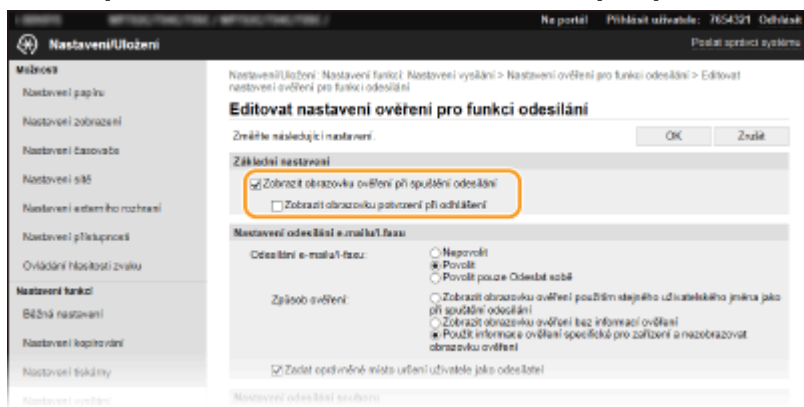 Na portál Přihlásit uživatele: 7654321 Odhlásit
Nastavení/Uložení
Poslat správci systému
Možnosti
Nastavení papíru
Nastavení zobrazení
Nastavení časovače
Nastavení sítě
Nastavení externího rozhraní
Nastavení přístupnosti
Ovládání hlasitosti zvuku
Nastavení funkcí
Běžná nastavení
Nastavení kopírování
Nastavení tiskárny
Nastavení vysílání
Nastavení/Uložení: Nastavení funkcí: Nastavení vysílání > Nastavení ověření pro funkci odesílání > Editovat
nastavení ověření pro funkci odesílání
Editovat nastavení ověření pro funkci odesílání
Změňte následující nastavení.
OK
Zrušit
Základní nastavení
Zobrazit obrazovku ověření při spuštění odesílání
Zobrazit obrazovku potvrzení při odhlášení
Nastavení odesílání e-mailu/I-faxu
Odesílání e-mailu/I-faxu:
Nepovolit
Povolit
Povolit pouze Odeslat sobě
Způsob ověření:
Zobrazit obrazovku ověření použitím stejného uživatelského jména jako
při spuštění odesílání
Zobrazit obrazovku ověření bez informací ověření
Použít informace ověření specifické pro zařízení a nezobrazovat
obrazovku ověření
Zadat oprávněné místo určení uživatele jako odesílatel
Nastavení odesílání souboru